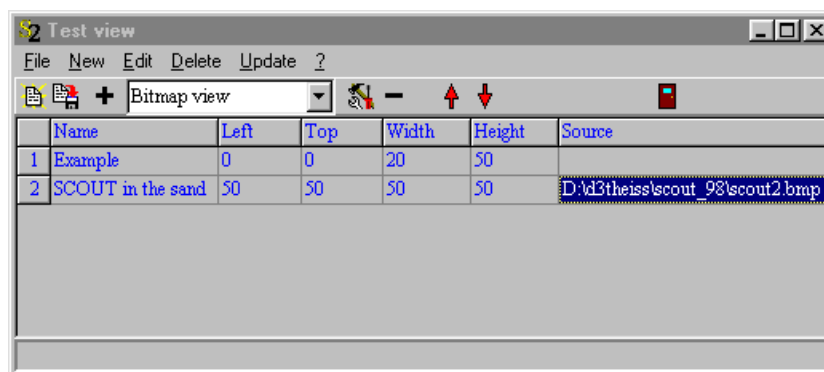 S2 Test view
File New Edit Delete Update ?
Bitmap view
Name Left Top Width Height Source
1 Example 0 0 20 50
2 SCOUT in the sand 50 50 50 50 D:\d3theiss\scout_98\scout2.bmp